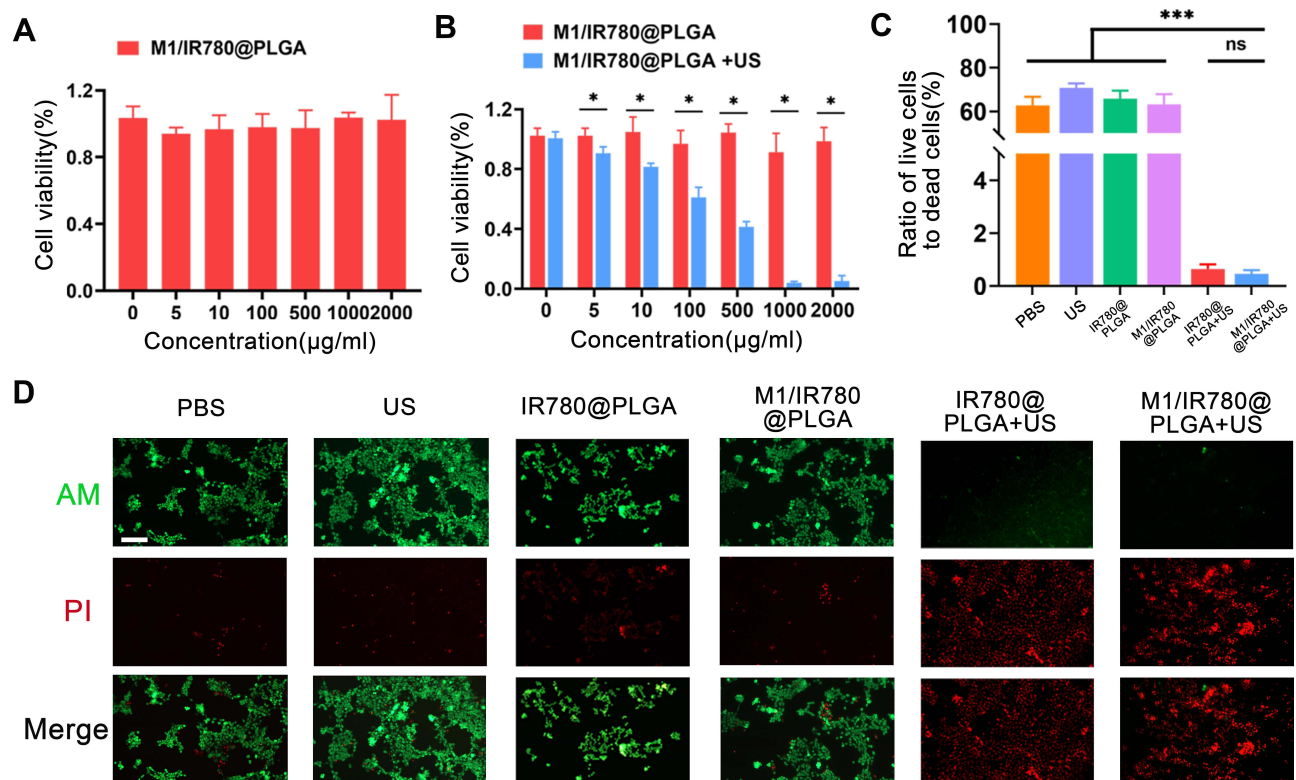 A
M1/IR780@PLGA
Cell viability(%)
1.2
0.8
0.4
0.0
0 5 10 100 500 1000 2000
Concentration(μg/ml)
B
M1/IR780@PLGA
M1/IR780@PLGA +US
Cell viability(%)
1.2
0.8
0.4
0.0
* * * * * *
0 5 10 100 500 1000 2000
Concentration(μg/ml)
C
Ratio of live cells
to dead cells(%)
100
80
60
4
2
0
***
ns
PBS
US
IR780@
PLGA
M1/IR780
@PLGA
IR780@
PLGA+US
M1/IR780
@PLGA+US
D
PBS
US
IR780@PLGA
M1/IR780
@PLGA
IR780@
PLGA+US
M1/IR780@
PLGA+US
AM
PI
Merge